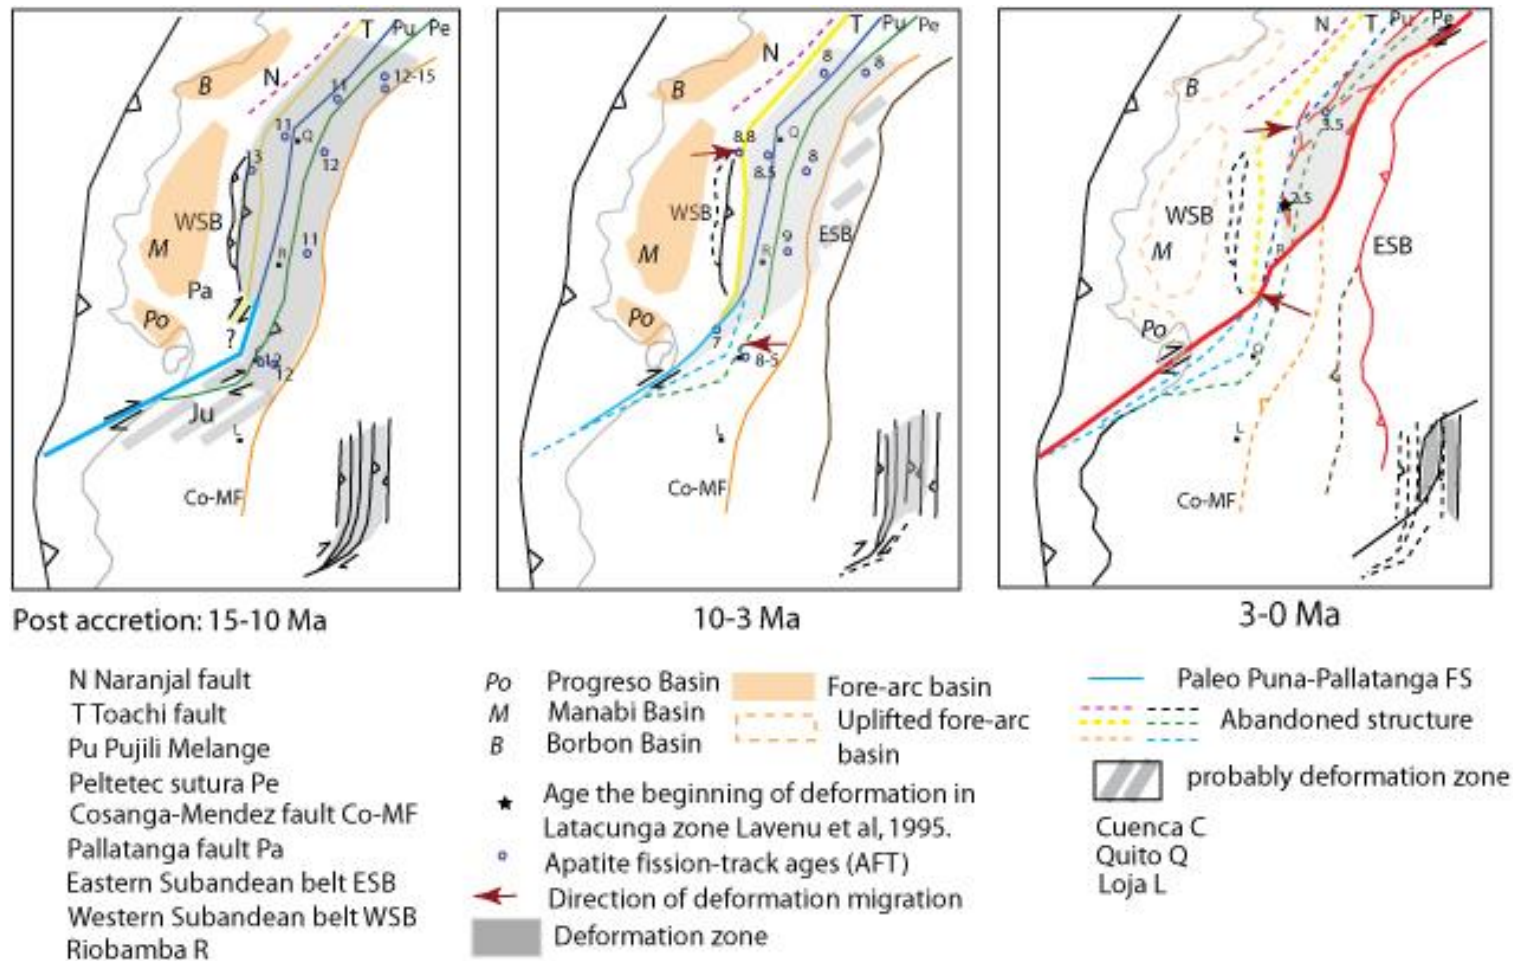 T
Pu
Pe
N
B
11
12-15
11
Q
13
12
WSB
M
11
R
Pa
Po
?
12
12
Ju
L
Co-MF
T
Pu
Pe
N
B
8
8
8.8
Q
8.5
8
WSB
M
9
R
ESB
Po
7
8-5
L
Co-MF
N
T
Pu
Pe
B
3.5
2.5
WSB
M
R
ESB
Po
L
Co-MF
Post accretion: 15-10 Ma
10-3 Ma
3-0 Ma
N Naranjal fault
T Toachi fault
Pu Pujili Melange
Peltetec sutura Pe
Cosanga-Mendez fault Co-MF
Pallatanga fault Pa
Eastern Subandean belt ESB
Western Subandean belt WSB
Riobamba R
Po Progreso Basin
M Manabi Basin
B Borbon Basin
Fore-arc basin
Uplifted fore-arc
basin
Age the beginning of deformation in
Latacunga zone Lavenu et al, 1995.
Apatite fission-track ages (AFT)
Direction of deformation migration
Deformation zone
Paleo Puna-Pallatanga FS
Abandoned structure
probably deformation zone
Cuenca C
Quito Q
Loja L